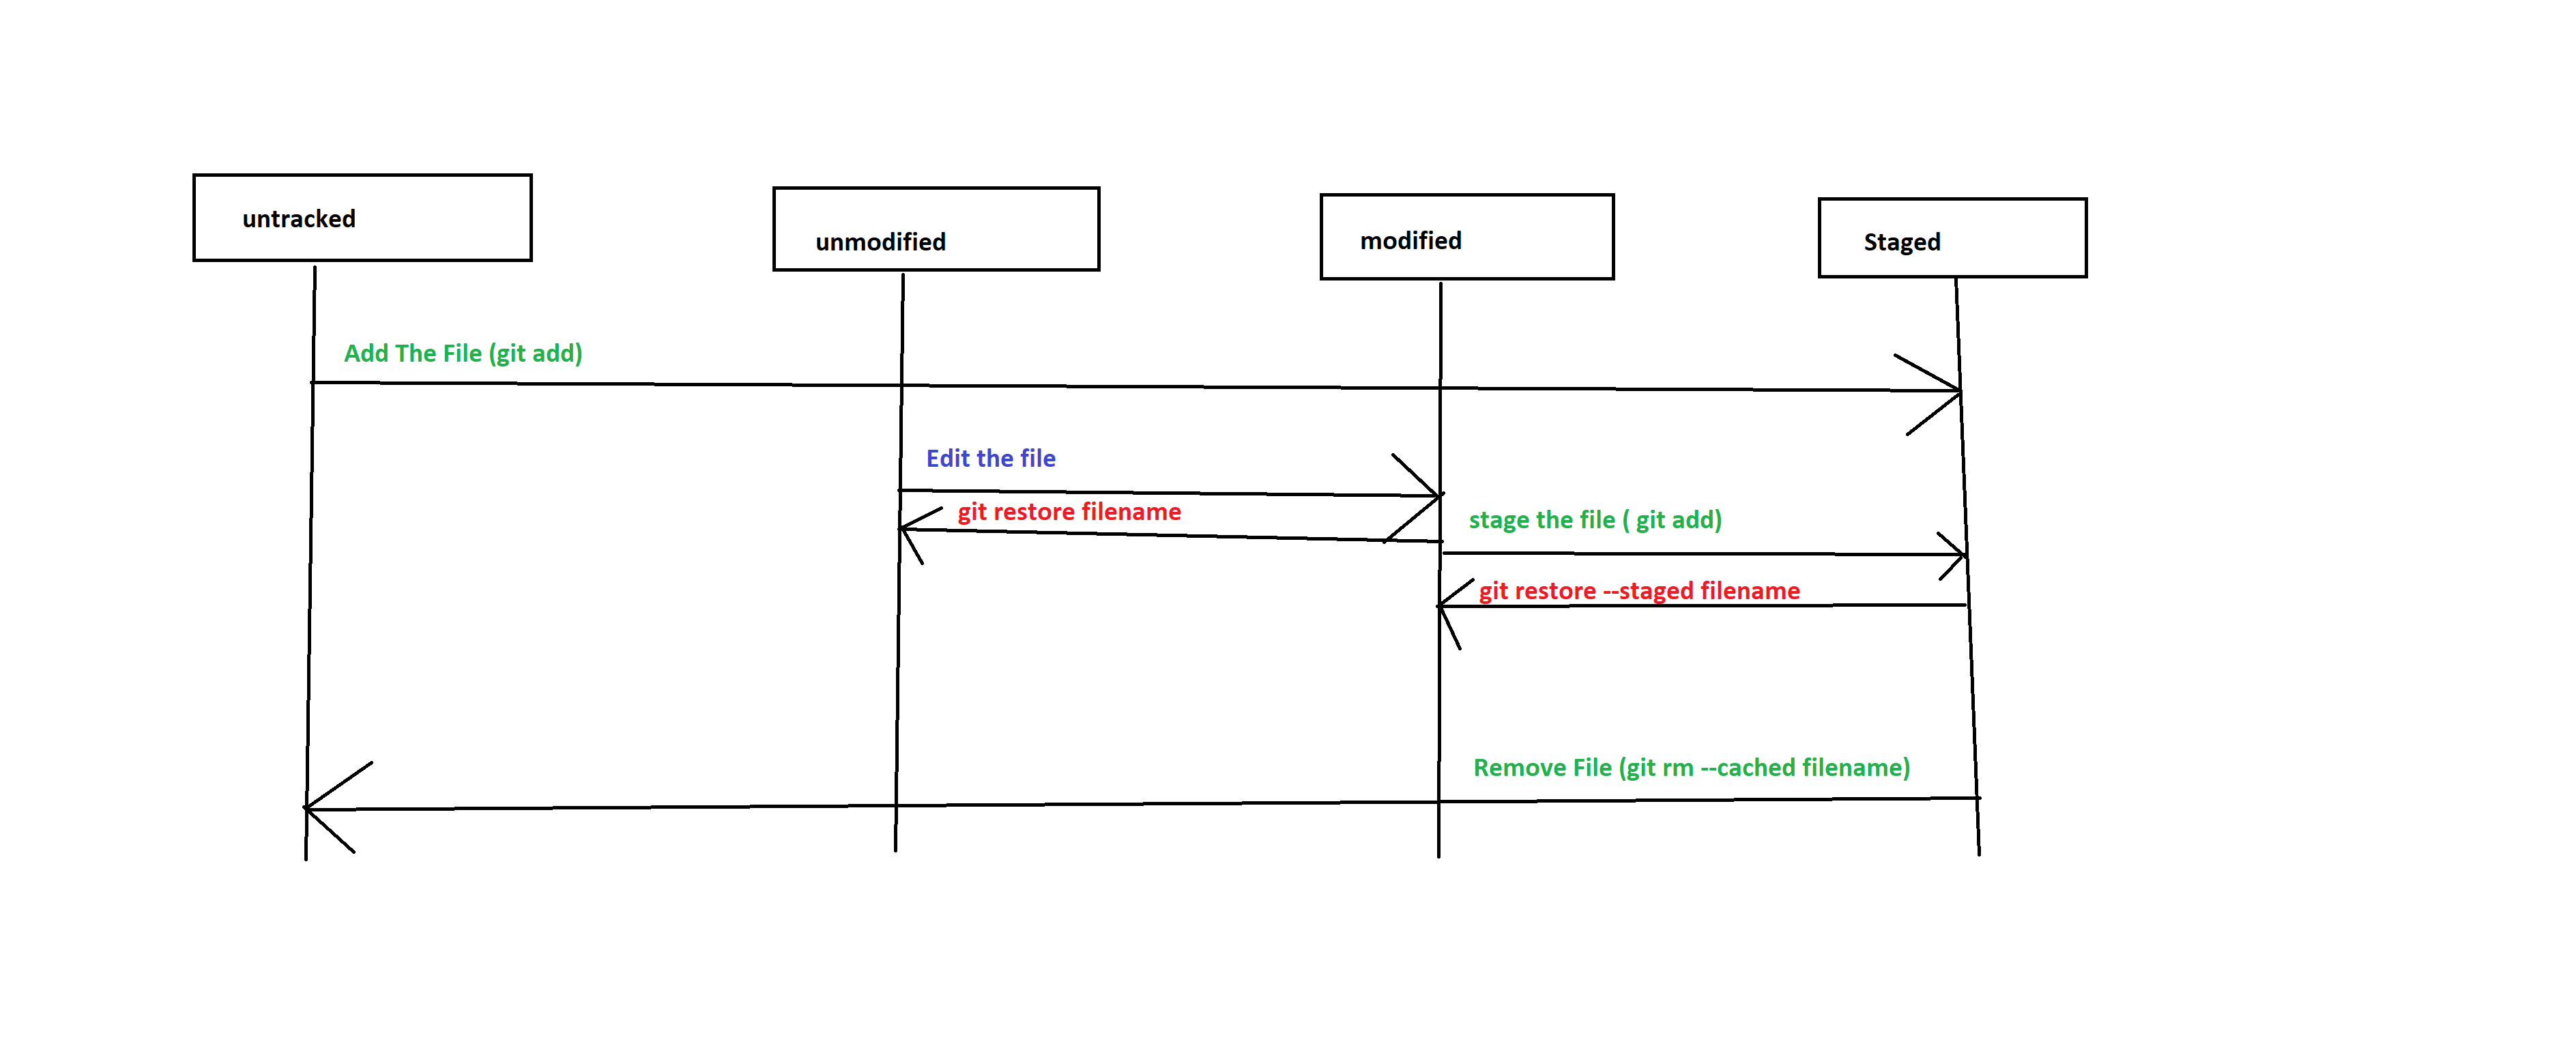 untracked
unmodified
modified
Staged
Add The File (git add)
Edit the file
git restore filename
stage the file ( git add)
git restore --staged filename
Remove File (git rm --cached filename)